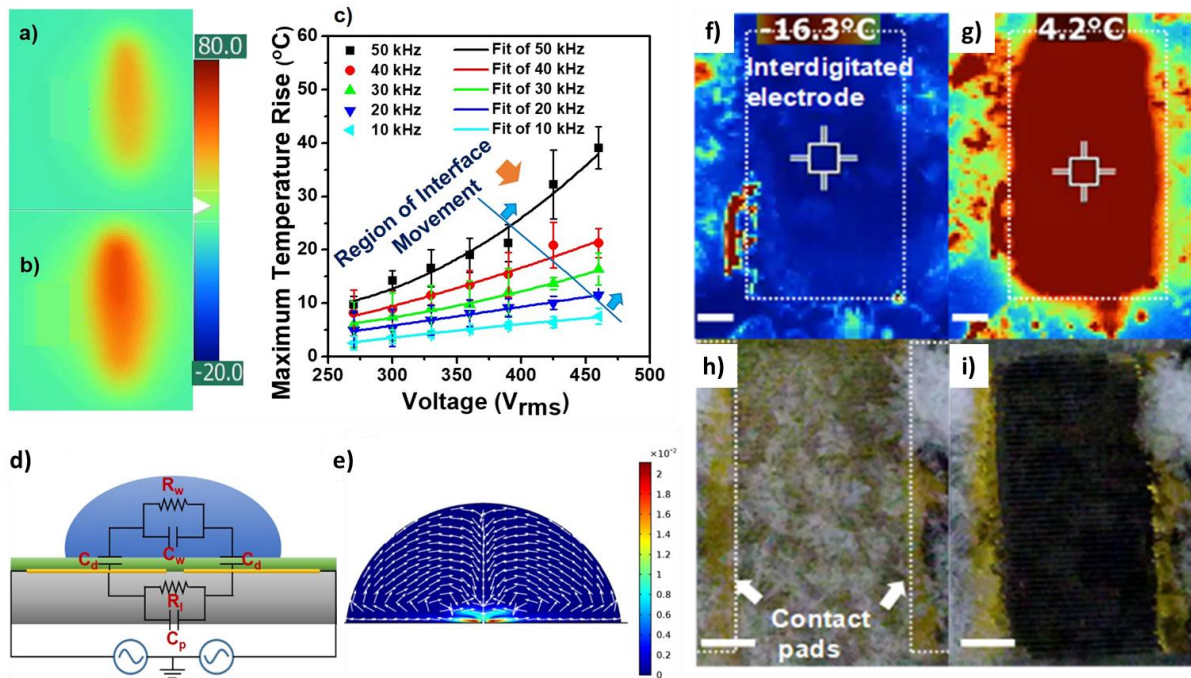 a)
80.0
b)
-20.0
c)
Maximum Temperature Rise (°C)
60
50
40
30
20
10
0
50 kHz
40 kHz
30 kHz
20 kHz
10 kHz
Fit of 50 kHz
Fit of 40 kHz
Fit of 30 kHz
Fit of 20 kHz
Fit of 10 kHz
Region of Interface
Movement
250 300 350 400 450 500
Voltage (Vrms)
d)
Rw
Cw
Cd
Cd
Rl
Cp
e)
×10⁻²
2
1.8
1.6
1.4
1.2
1
0.8
0.6
0.4
0.2
0
f)
-16.3°C
Interdigitated
electrode
g)
4.2°C
h)
Contact
pads
i)